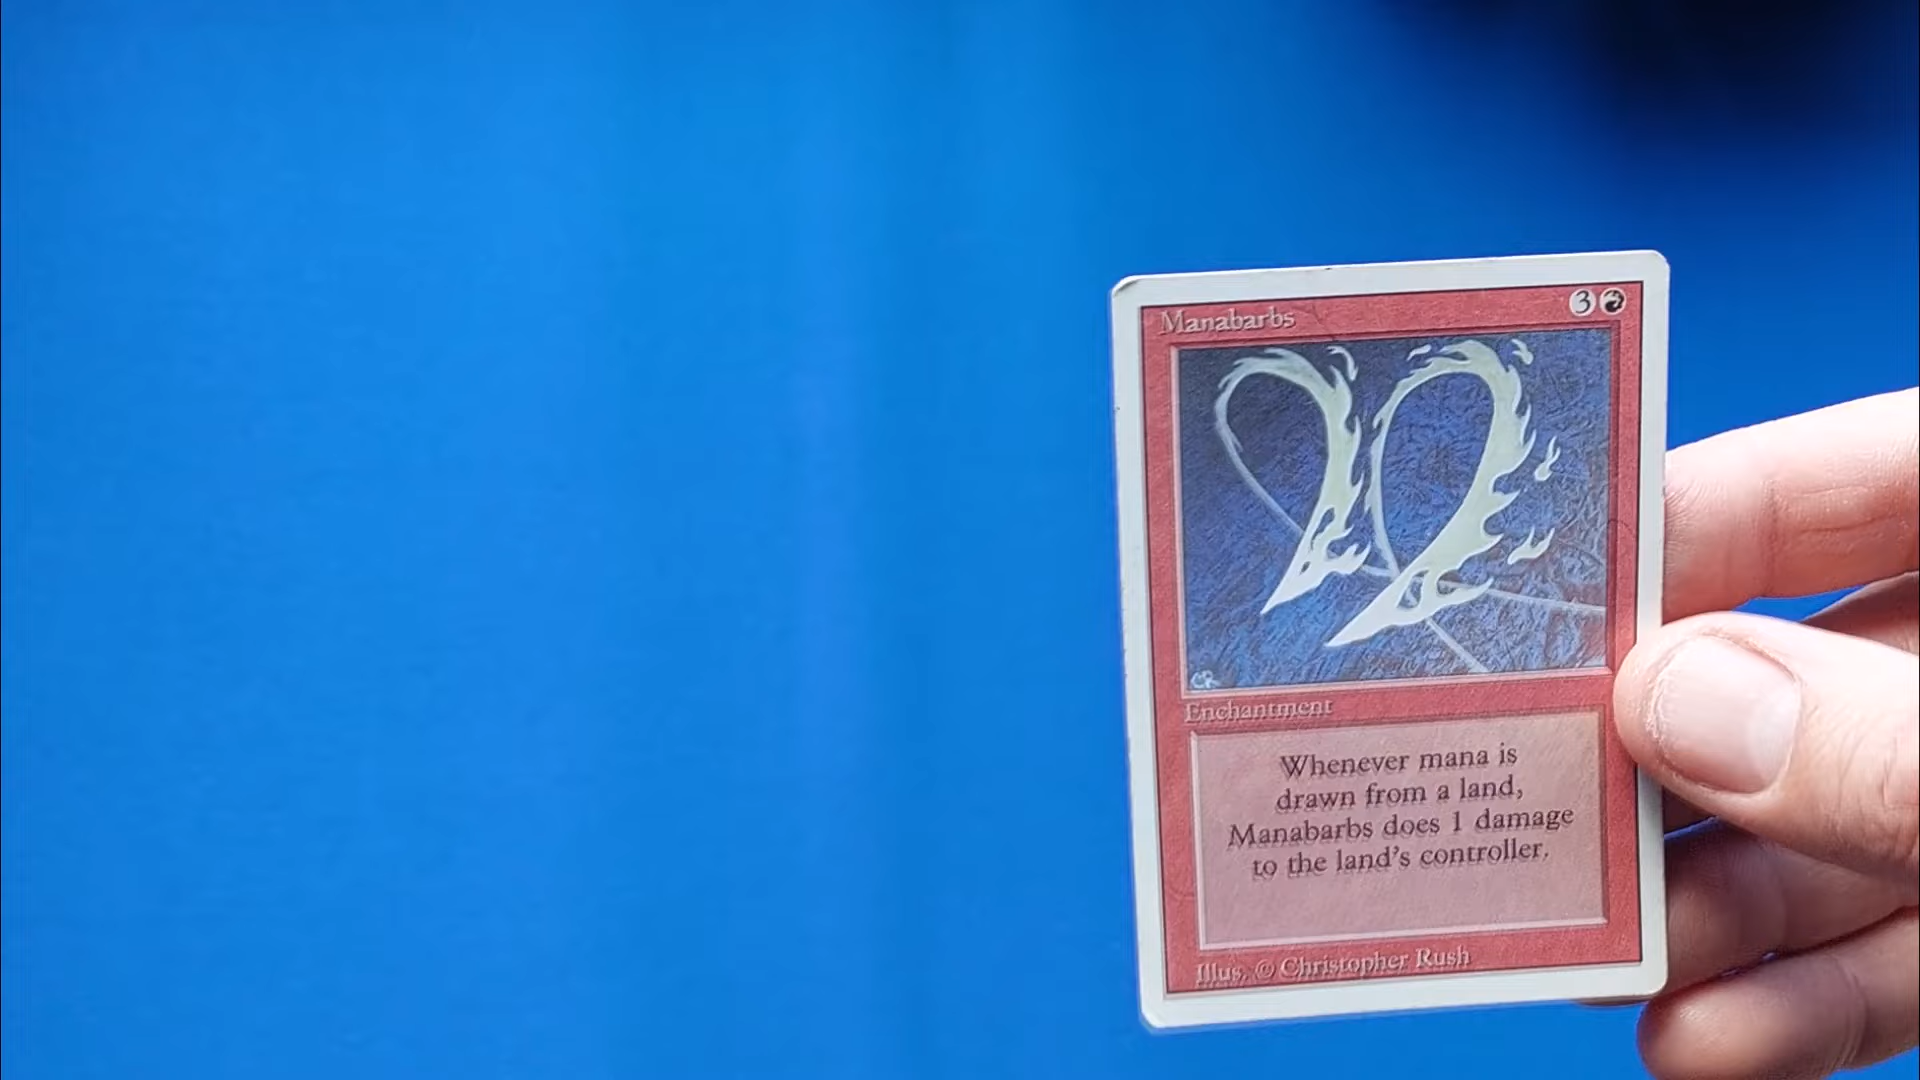 Manabarbs
3
CR
Enchantment
Whenever mana is
drawn from a land,
Manabarbs does 1 damage
to the land's controller.
Illus. © Christopher Rush